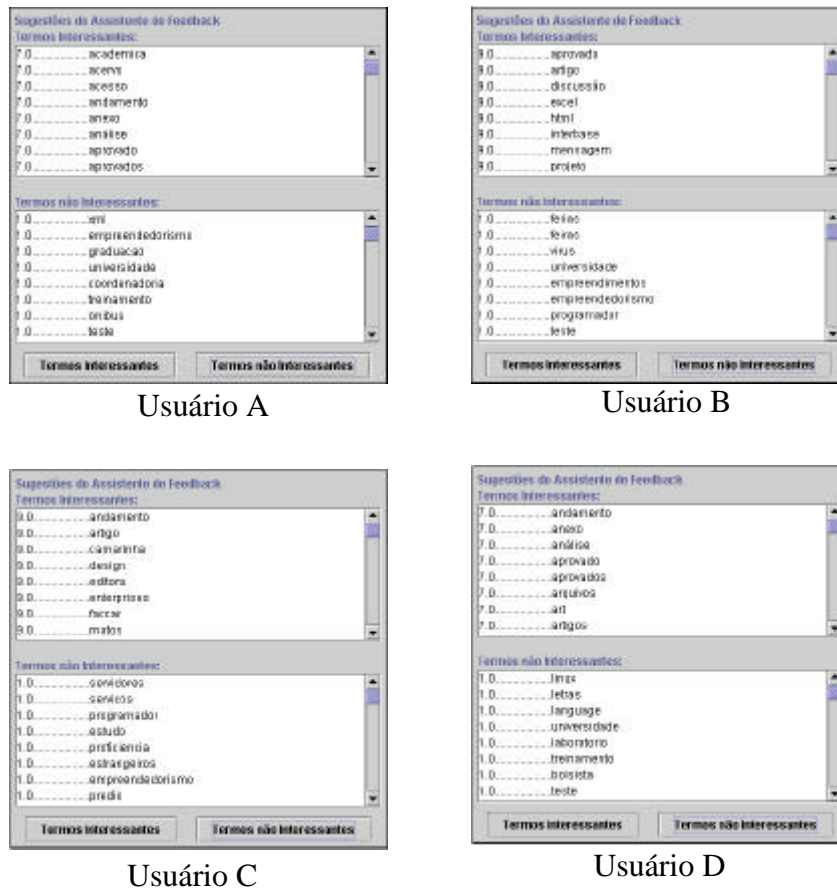 Sugestões do Assistente de Feedback
Termos Interessantes:
7.0................academica
7.0................acervo
7.0................acesso
7.0................andamento
7.0................anexo
7.0................análise
7.0................aprovado
7.0................aprovados
Termos não Interessantes:
1.0................xml
1.0................empreendedorismo
1.0................graduacao
1.0................universidade
1.0................coordenadoria
1.0................treinamento
1.0................onibus
1.0................teste
Termos Interessantes
Termos não Interessantes
Usuário A
Sugestões do Assistente de Feedback
Termos Interessantes:
9.0................aprovada
9.0................artigo
9.0................discussão
9.0................excel
9.0................html
9.0................interbase
9.0................mensagem
9.0................projeto
Termos não Interessantes:
1.0................ferias
1.0................feiras
1.0................virus
1.0................universidade
1.0................empreendimentos
1.0................empreendedorismo
1.0................programador
1.0................teste
Termos Interessantes
Termos não Interessantes
Usuário B
Sugestões do Assistente de Feedback
Termos Interessantes:
9.0................andamento
9.0................artigo
9.0................camarinha
9.0................design
9.0................editora
9.0................enterprises
9.0................faccar
9.0................matos
Termos não Interessantes:
1.0................servidores
1.0................servicos
1.0................programador
1.0................estudo
1.0................proficiencia
1.0................estrangeiros
1.0................empreendedorismo
1.0................predio
Termos Interessantes
Termos não Interessantes
Usuário C
Sugestões do Assistente de Feedback
Termos Interessantes:
7.0................andamento
7.0................anexo
7.0................análise
7.0................aprovado
7.0................aprovados
7.0................arquivos
7.0................art
7.0................artigos
Termos não Interessantes:
1.0................linux
1.0................letras
1.0................language
1.0................universidade
1.0................laboratorio
1.0................treinamento
1.0................bolsista
1.0................teste
Termos Interessantes
Termos não Interessantes
Usuário D